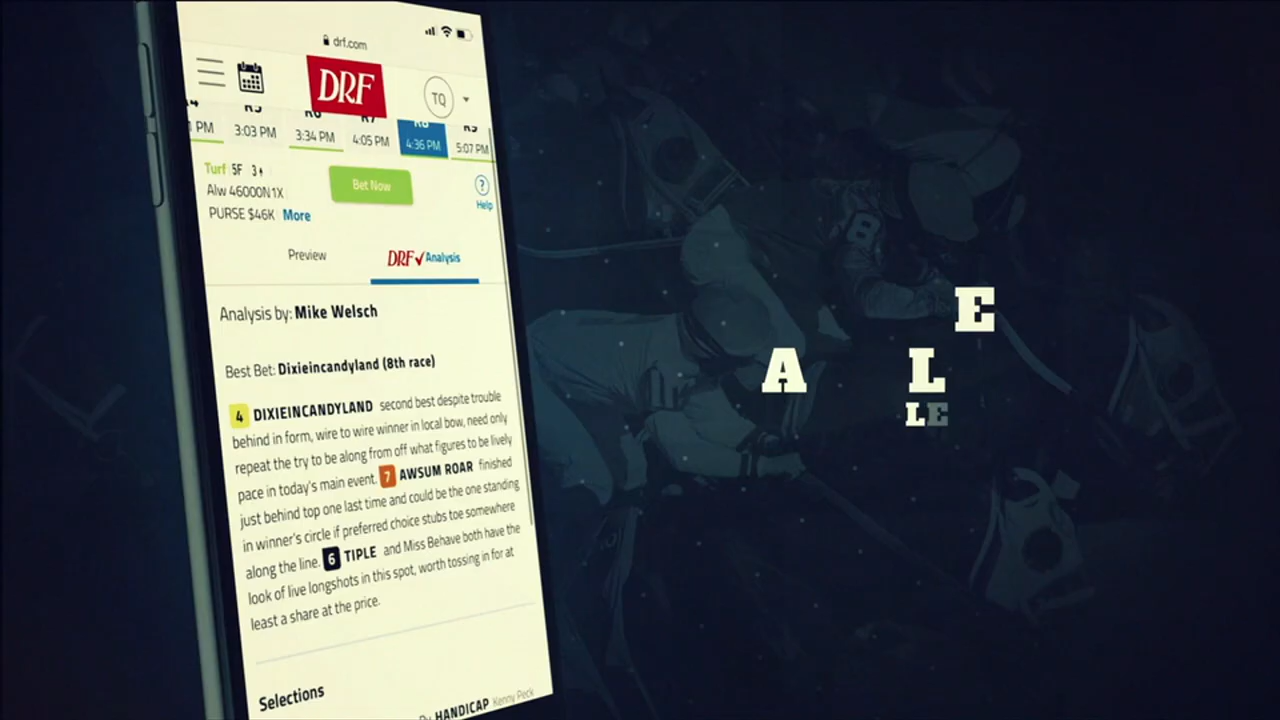 drf.com
DRF
TQ
R6 R7 R8 R9
1 PM 3:03 PM 3:34 PM 4:05 PM 4:36 PM 5:07 PM
Turf 5F 3
Bet Now
?
Help
Alw 46000N1X
PURSE $46K More
Preview
DRF Analysis
Analysis by: Mike Welsch
Best Bet: Dixieincandyland (8th race)
4 DIXIEINCANDYLAND second best despite trouble
behind in form, wire to wire winner in local bow, need only
repeat the try to be along from off what figures to be lively
pace in today's main event. 7 AWSUM ROAR finished
just behind top one last time and could be the one standing
in winner's circle if preferred choice stubs toe somewhere
along the line. 6 TIPLE and Miss Behave both have the
look of live longshots in this spot, worth tossing in for at
least a share at the price.
Selections
By HANDICAP Kenny Peck
E
A L
LE
B